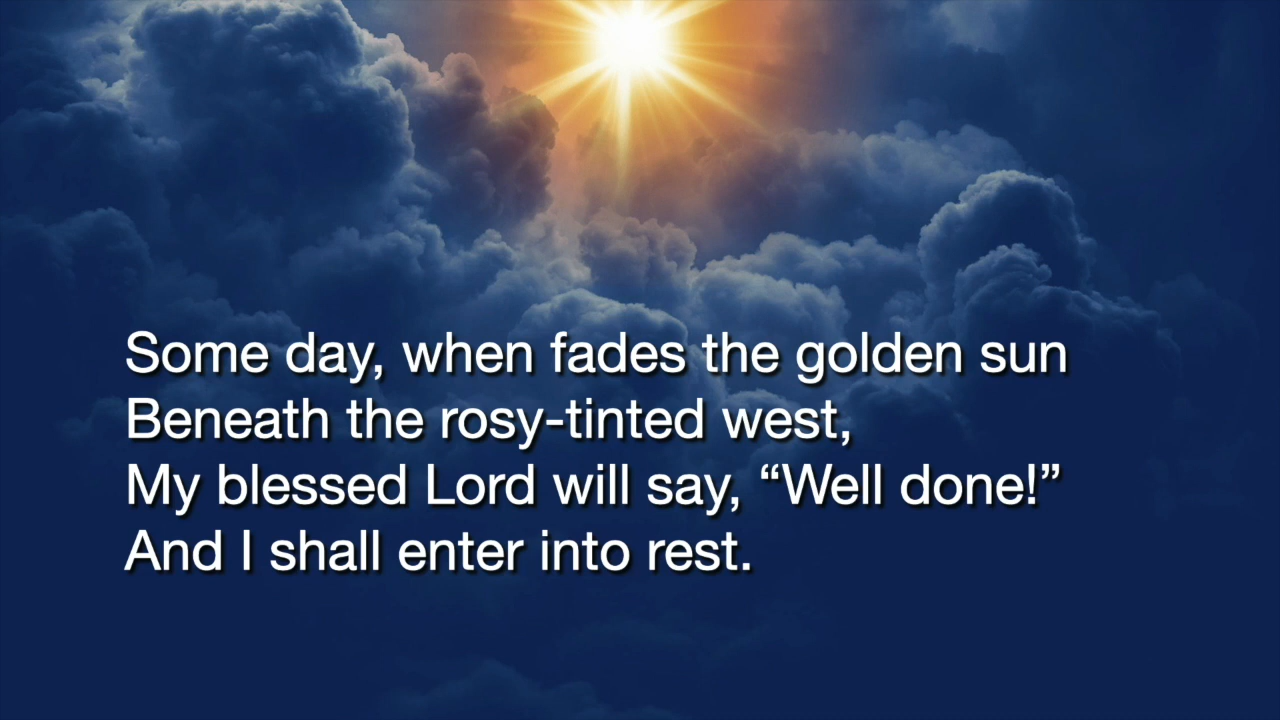 Some day, when fades the golden sun
Beneath the rosy-tinted west,
My blessed Lord will say, “Well done!”
And I shall enter into rest.